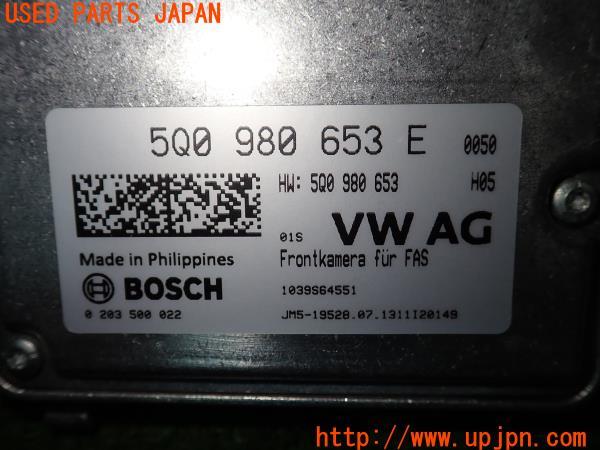 USED PARTS JAPAN
5Q0 980 653 E 0050
HW: 5Q0 980 653 H05
01S VW AG
Made in Philippines
Frontkamera für FAS
BOSCH
1039S64551
0 203 500 022
JM5-19528.07.1311I20149
http://www.upjpn.com